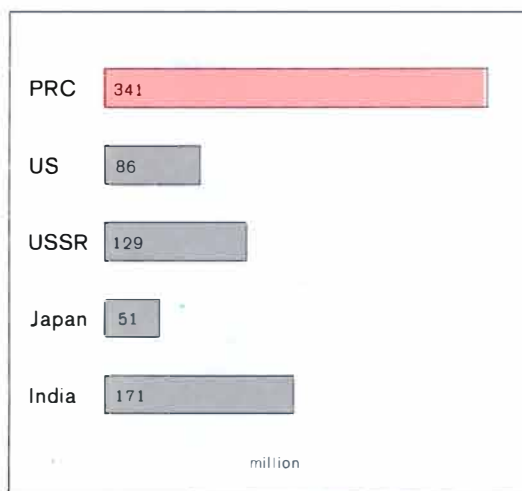 PRC 341
US 86
USSR 129
Japan 51
India 171
million